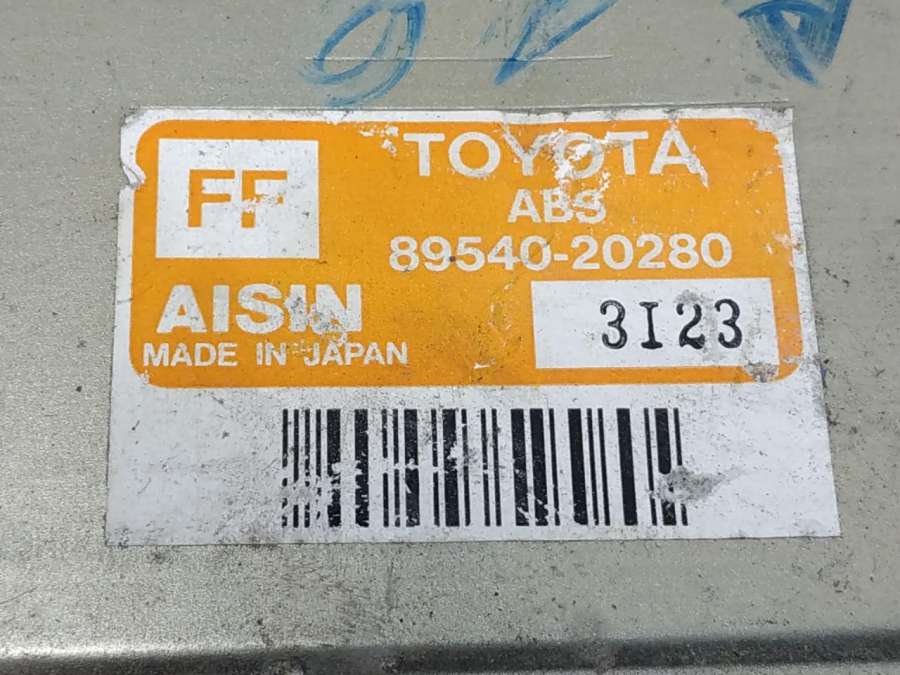 FF
TOYOTA
ABS
89540-20280
AISIN
MADE IN JAPAN
3I23